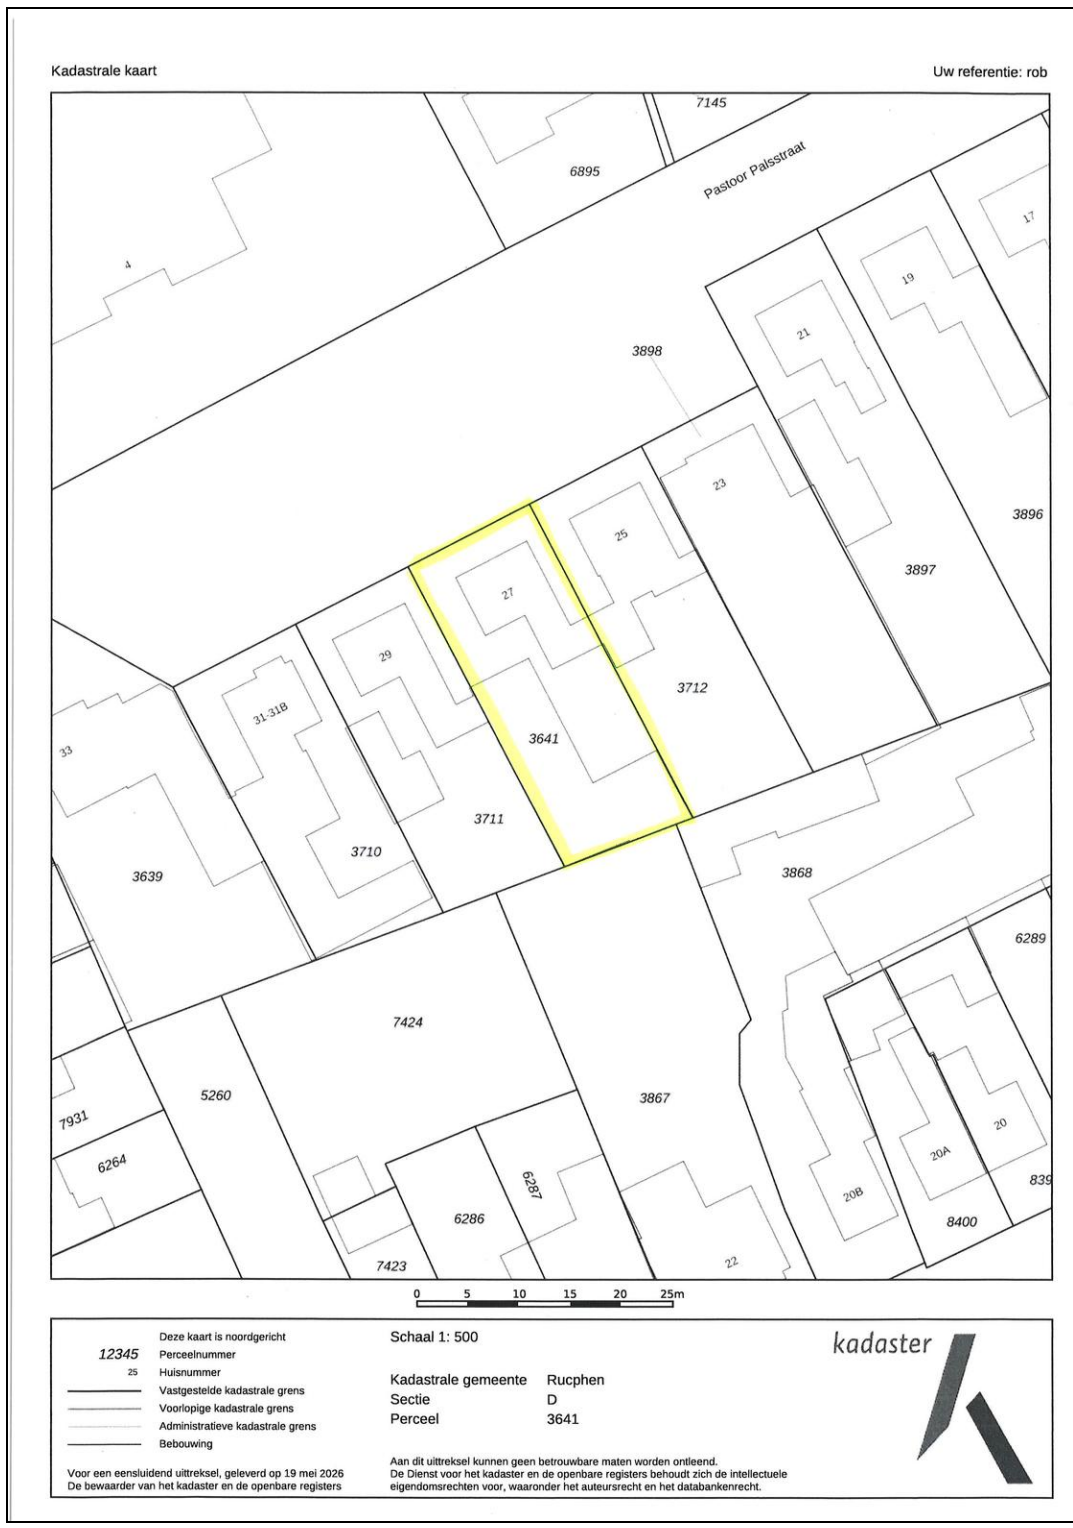 Kadastrale kaart
Uw referentie: rob
7145
6895
Pastoor Palsstraat
17
4
19
21
3898
23
3896
25
3897
27
29
3712
31-31B
3641
33
3711
3710
3868
3639
6289
7424
3867
5260
7931
20
6264
20A
6287
839
20B
6286
8400
22
7423
0 5 10 15 20 25m
Deze kaart is noordgericht
12345 Perceelnummer
25 Huisnummer
Vastgestelde kadastrale grens
Voorlopige kadastrale grens
Administratieve kadastrale grens
Bebouwing
Voor een eensluidend uittreksel, geleverd op 19 mei 2026
De bewaarder van het kadaster en de openbare registers
Schaal 1: 500
Kadastrale gemeente Rucphen
Sectie D
Perceel 3641
Aan dit uittreksel kunnen geen betrouwbare maten worden ontleend.
De Dienst voor het kadaster en de openbare registers behoudt zich de intellectuele
eigendomsrechten voor, waaronder het auteursrecht en het databankenrecht.
kadaster